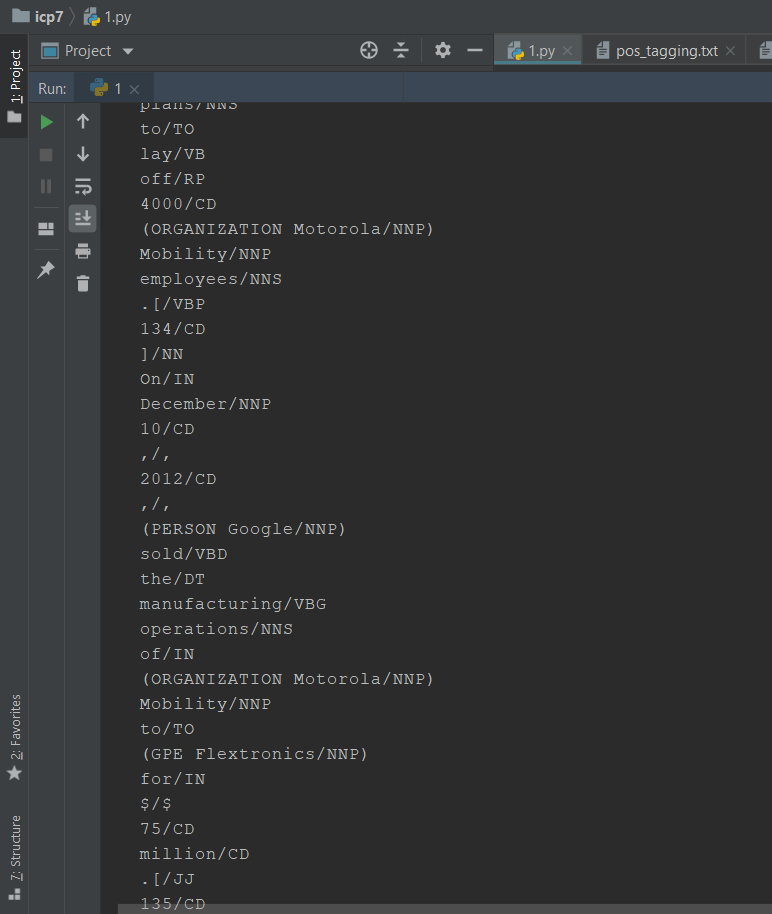 icp7 1.py
Project
1.py
pos_tagging.txt
Run: 1
1: Project
plans/NNS
to/TO
lay/VB
off/RP
4000/CD
(ORGANIZATION Motorola/NNP)
Mobility/NNP
employees/NNS
.[/VBP
134/CD
]/NN
On/IN
December/NNP
10/CD
,/,
2012/CD
,/,
(PERSON Google/NNP)
sold/VBD
the/DT
manufacturing/VBG
operations/NNS
of/IN
(ORGANIZATION Motorola/NNP)
Mobility/NNP
to/TO
(GPE Flextronics/NNP)
for/IN
$/$
75/CD
million/CD
.[/JJ
135/CD
2: Favorites
7: Structure